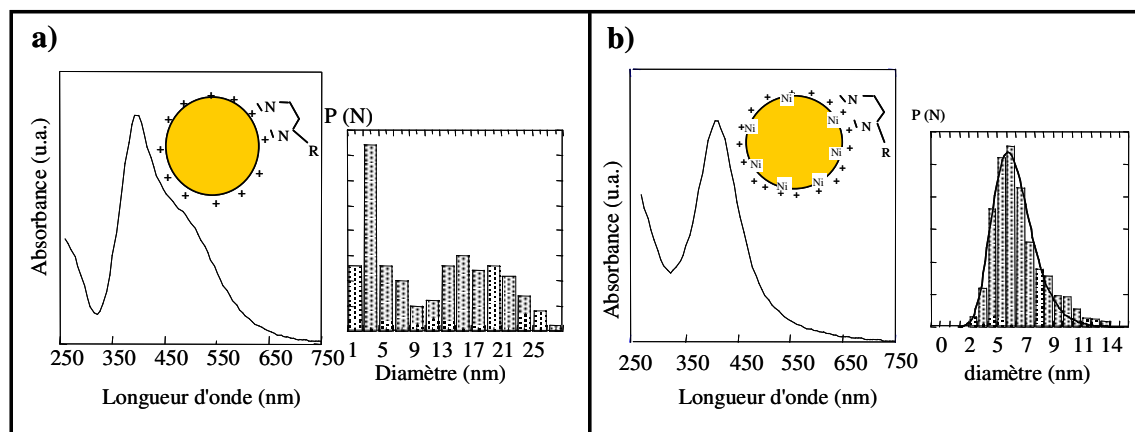 a)
Absorbance (u.a.)
+ + + + + + + + + + + +
N
N
R
250 350 450 550 650 750
Longueur d'onde (nm)
P (N)
1 5 9 13 17 21 25
Diamètre (nm)
b)
Absorbance (u.a.)
Ni
Ni
Ni
Ni
Ni
Ni
Ni
N
N
R
250 350 450 550 650 750
Longueur d'onde (nm)
P (N)
0 2 5 7 9 11 14
diamètre (nm)